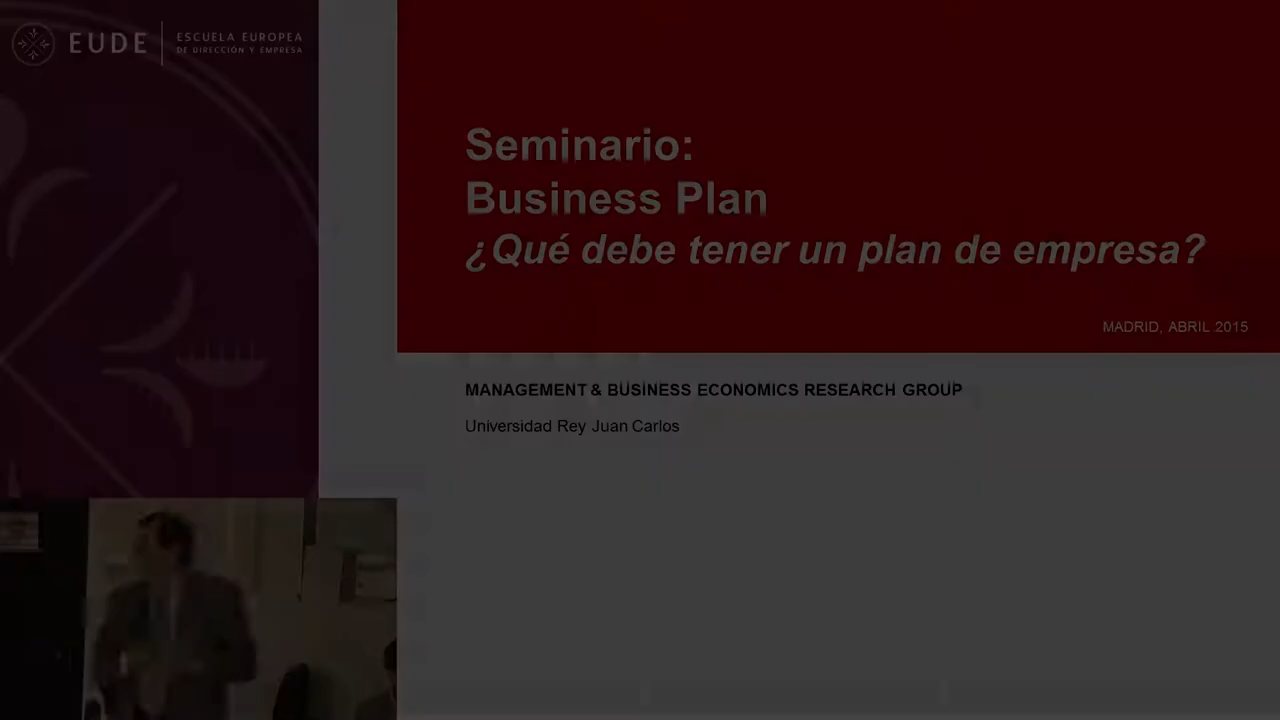 EUDE
ESCUELA EUROPEA
DE DIRECCIÓN Y EMPRESA
Seminario:
Business Plan
¿Qué debe tener un plan de empresa?
MADRID, ABRIL 2015
MANAGEMENT & BUSINESS ECONOMICS RESEARCH GROUP
Universidad Rey Juan Carlos